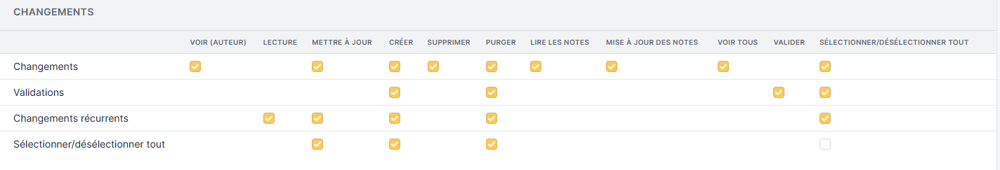 CHANGEMENTS
VOIR (AUTEUR) LECTURE METTRE À JOUR CRÉER SUPPRIMER PURGER LIRE LES NOTES MISE À JOUR DES NOTES VOIR TOUS VALIDER SÉLECTIONNER/DÉSÉLECTIONNER TOUT
Changements
Validations
Changements récurrents
Sélectionner/désélectionner tout